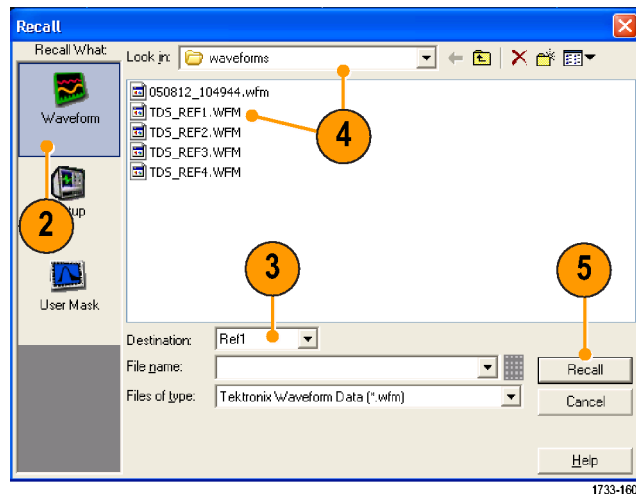 Recall
Recall What:
Look in: waveforms
Waveform
050812_104944.wfm
TDS_REF1.WFM
TDS_REF2.WFM
TDS_REF3.WFM
TDS_REF4.WFM
4
2
up
User Mask
3
5
Destination: Ref1
File name:
Recall
Files of type: Tektronix Waveform Data (*.wfm)
Cancel
Help
1733-160